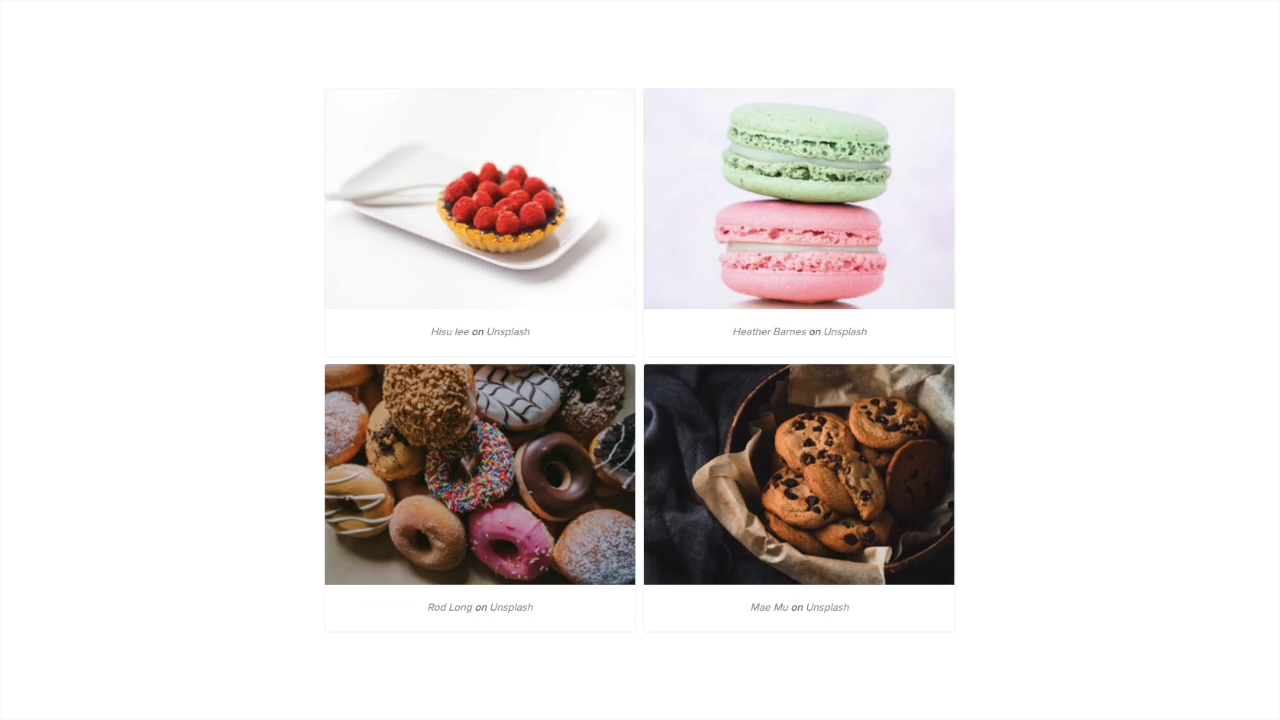 Hisu lee on Unsplash
Heather Barnes on Unsplash
Rod Long on Unsplash
Mae Mu on Unsplash